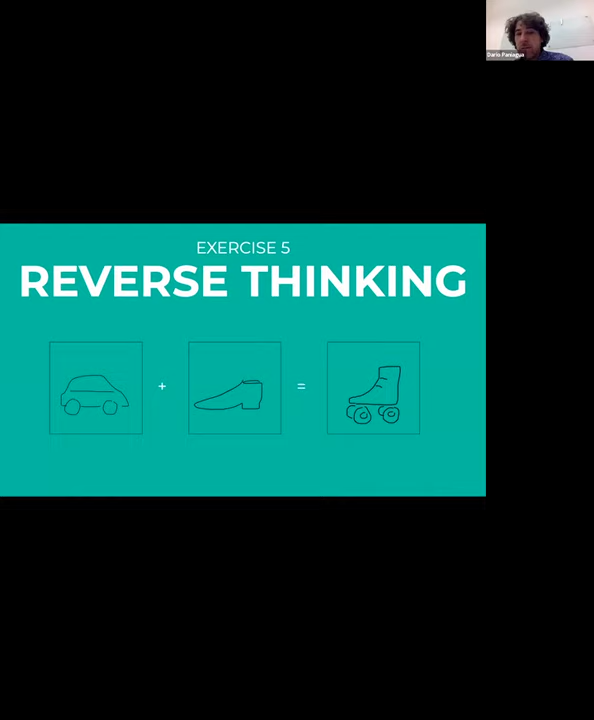 Dario Paniagua
EXERCISE 5
REVERSE THINKING
+ =